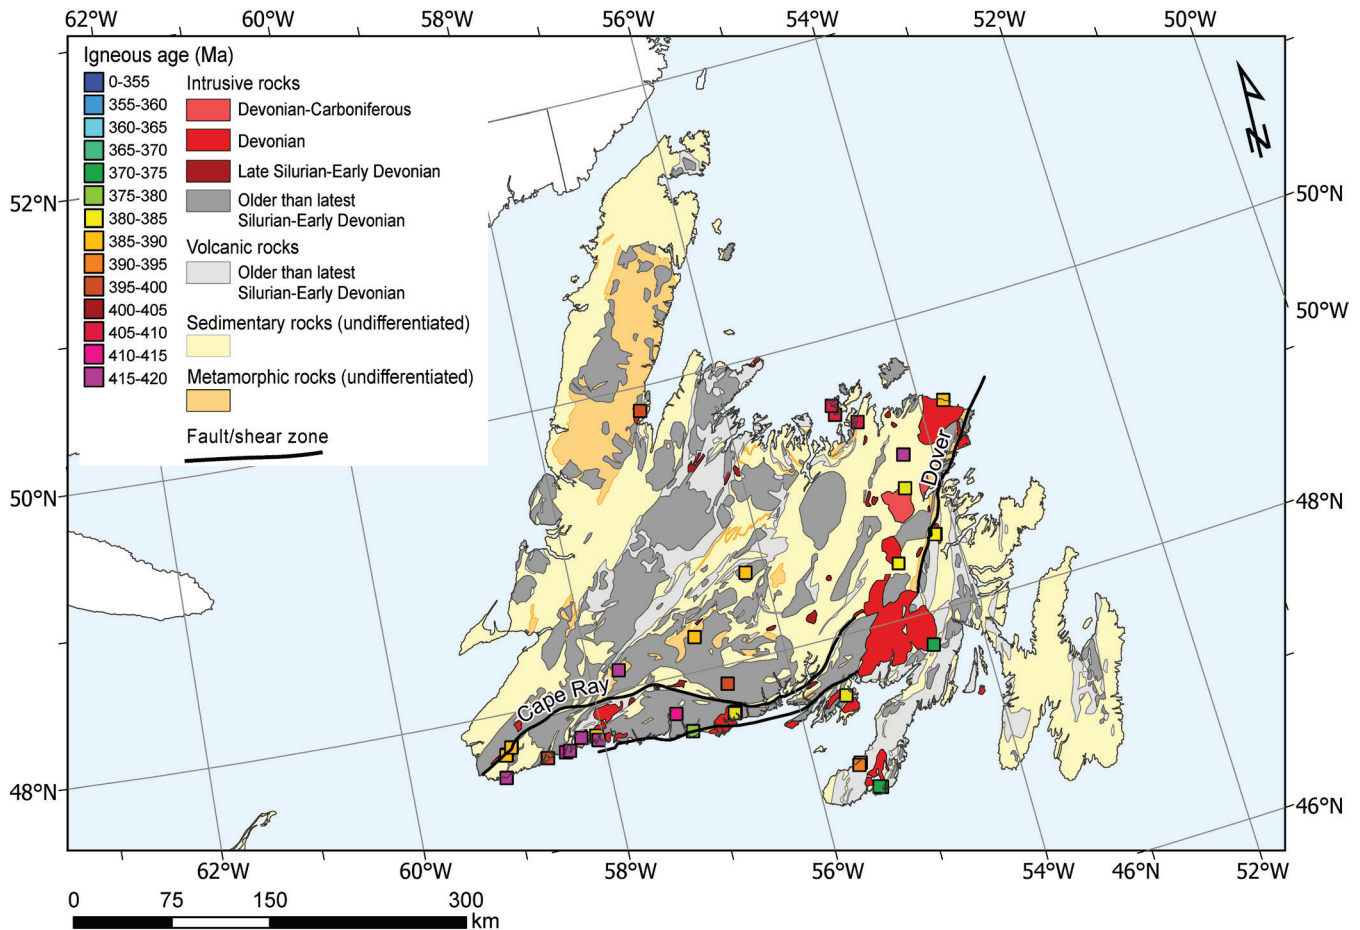 62°W 60°W 58°W 56°W 54°W 52°W 50°W
Igneous age (Ma)
0-355
355-360
360-365
365-370
370-375
375-380
380-385
385-390
390-395
395-400
400-405
405-410
410-415
415-420
Intrusive rocks
Devonian-Carboniferous
Devonian
Late Silurian-Early Devonian
Older than latest
Silurian-Early Devonian
Volcanic rocks
Older than latest
Silurian-Early Devonian
Sedimentary rocks (undifferentiated)
Metamorphic rocks (undifferentiated)
Fault/shear zone
N
52°N
50°N
48°N
50°N
50°W
48°N
46°N
Dover
Cape Ray
62°W 60°W 58°W 56°W 54°W 46°N 52°W
0 75 150 300
km